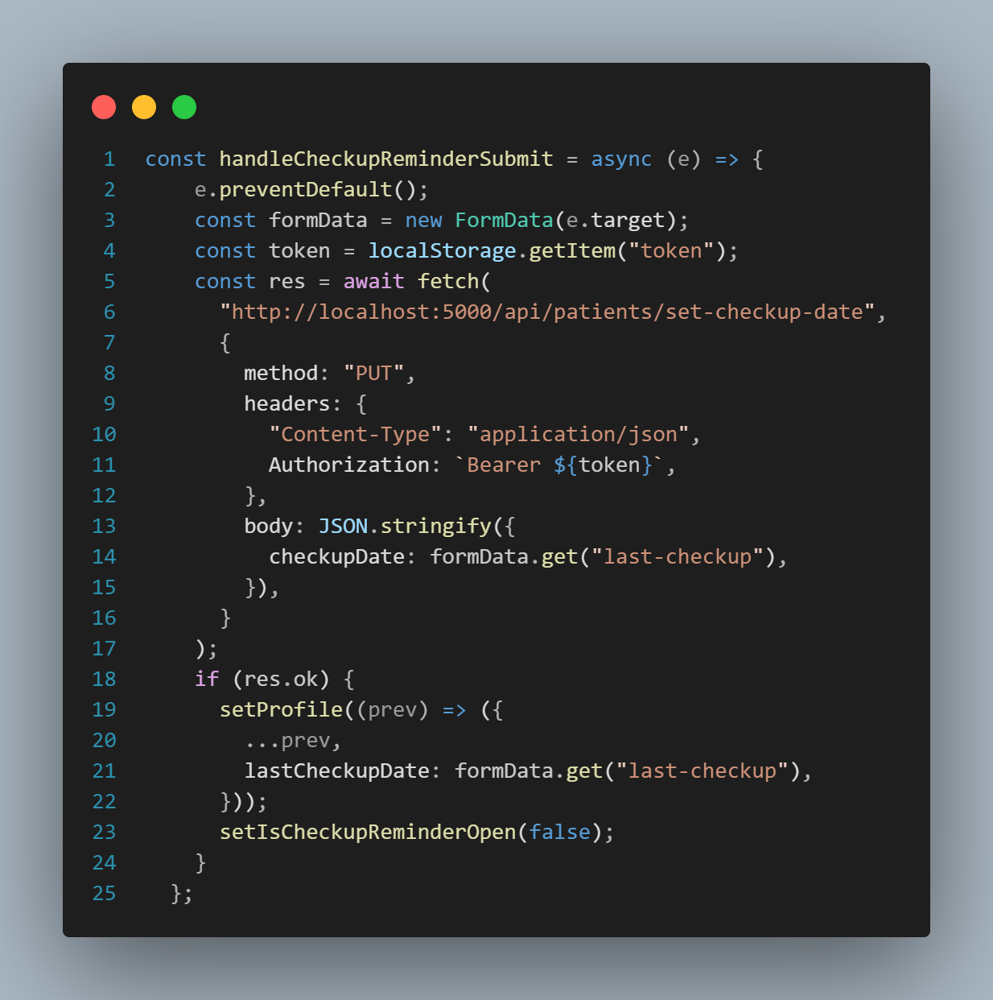 1 const handleCheckupReminderSubmit = async (e) => {
2 e.preventDefault();
3 const formData = new FormData(e.target);
4 const token = localStorage.getItem("token");
5 const res = await fetch(
6 "http://localhost:5000/api/patients/set-checkup-date",
7 {
8 method: "PUT",
9 headers: {
10 "Content-Type": "application/json",
11 Authorization: `Bearer ${token}`,
12 },
13 body: JSON.stringify({
14 checkupDate: formData.get("last-checkup"),
15 }),
16 }
17 );
18 if (res.ok) {
19 setProfile((prev) => ({
20 ...prev,
21 lastCheckupDate: formData.get("last-checkup"),
22 }));
23 setIsCheckupReminderOpen(false);
24 }
25 };